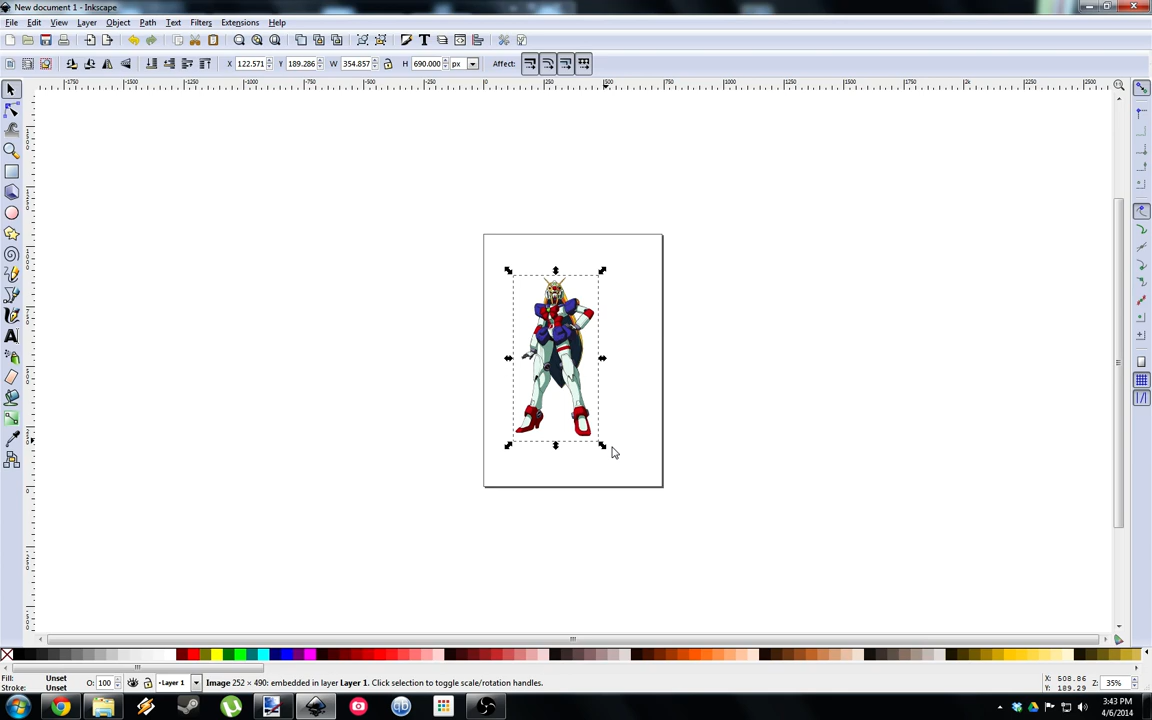 New document 1 - Inkscape
File Edit View Layer Object Path Text Filters Extensions Help
X 122.571 Y 189.286 W 354.857 H 690.000 px Affect:
Fill: Unset
Stroke: Unset
O: 100 Layer 1 Image 252 × 490: embedded in layer Layer 1. Click selection to toggle scale/rotation handles.
X: 508.86
Y: 189.29
Z: 35%
3:43 PM
4/6/2014